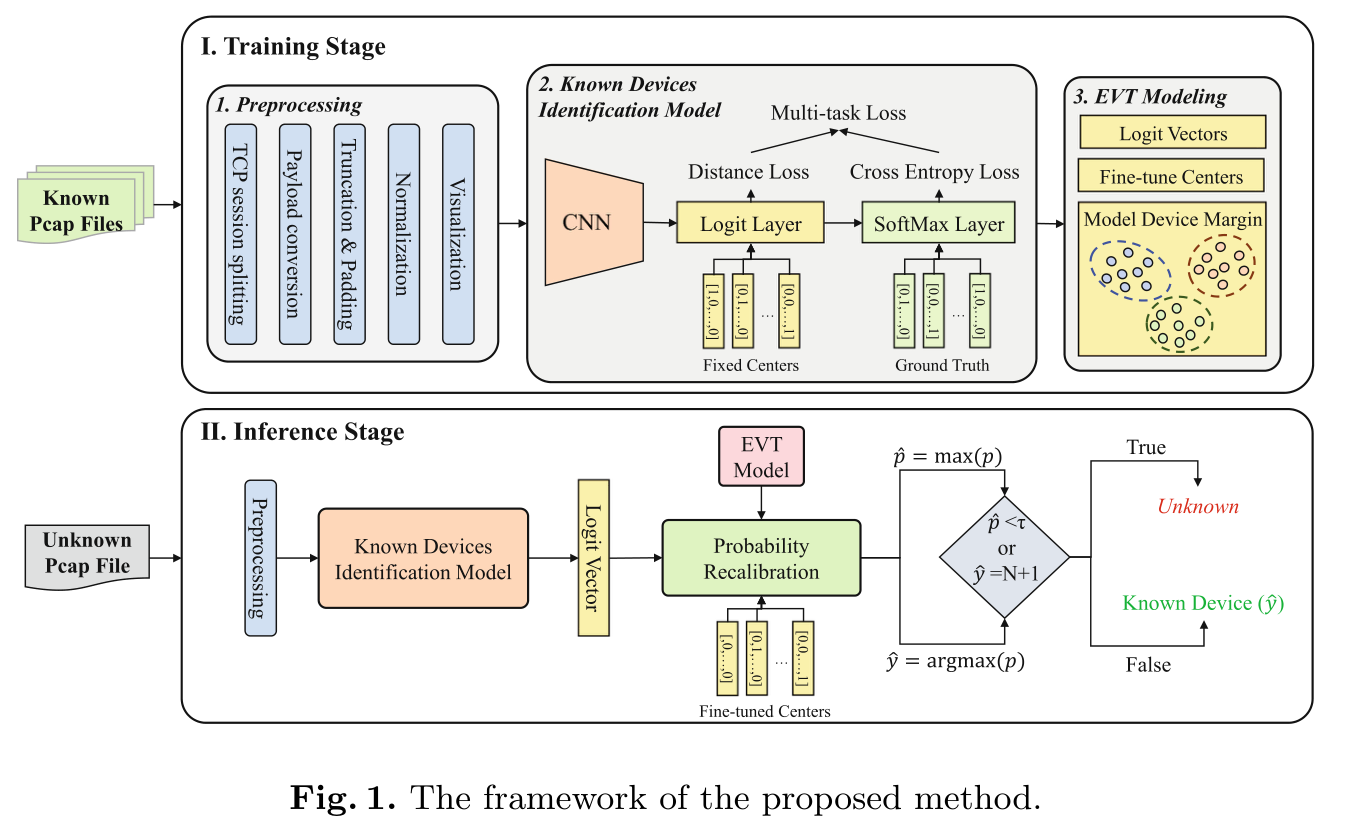 I. Training Stage
1. Preprocessing
TCP session splitting
Payload conversion
Truncation & Padding
Normalization
Visualization
Known
Pcap Files
2. Known Devices
Identification Model
Multi-task Loss
Distance Loss
Cross Entropy Loss
CNN
Logit Layer
SoftMax Layer
[1,0,...,0]
[0,1,...,0]
...
[0,0,...,1]
Fixed Centers
[0,1,...,0]
[0,0,...,1]
...
[1,0,...,0]
Ground Truth
3. EVT Modeling
Logit Vectors
Fine-tune Centers
Model Device Margin
II. Inference Stage
Unknown
Pcap File
Preprocessing
Known Devices
Identification Model
Logit Vector
EVT
Model
Probability
Recalibration
[,0,...,0]
[0,1,...,0]
...
[0,0,...,1]
Fine-tuned Centers
p̂ = max(p)
p̂ <τ
or
ŷ =N+1
ŷ = argmax(p)
True
Unknown
Known Device (ŷ)
False
Fig. 1. The framework of the proposed method.